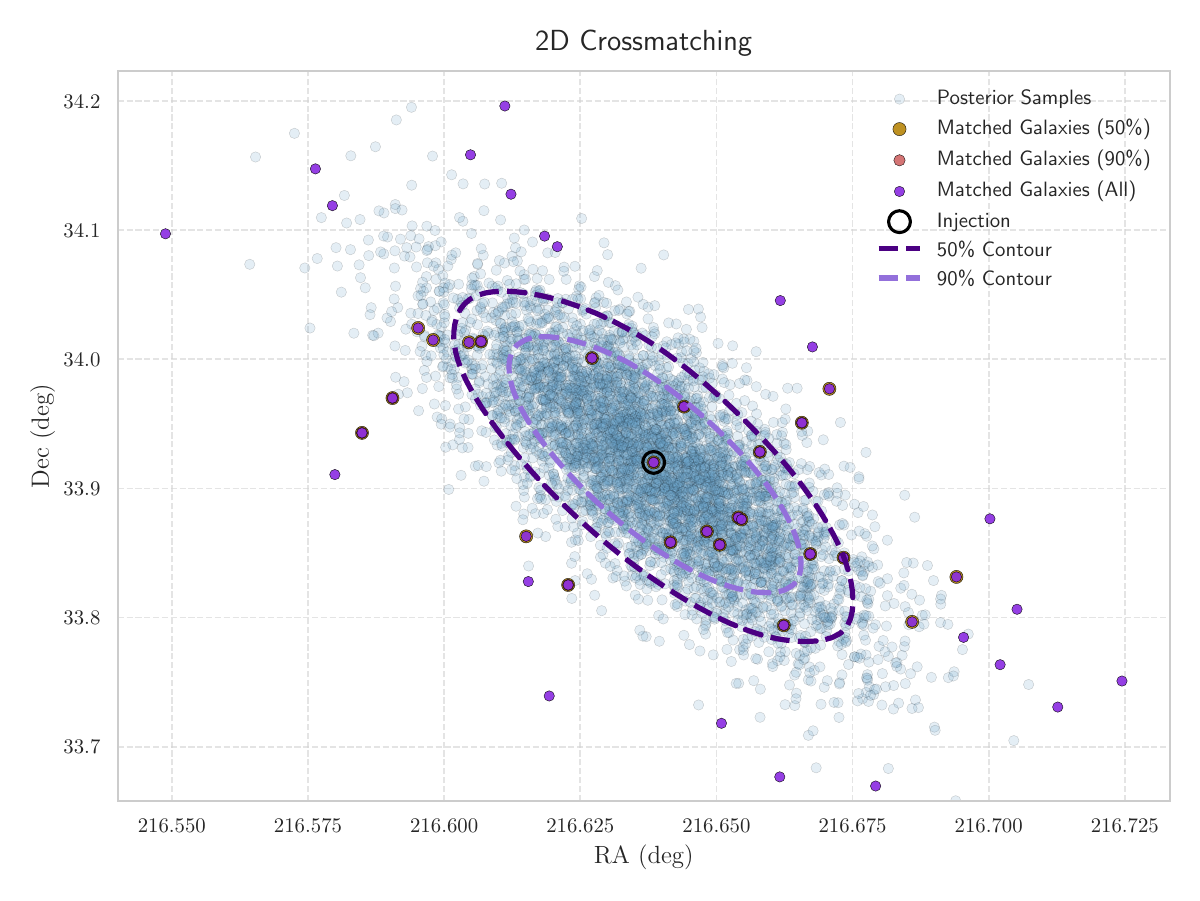 2D Crossmatching
Posterior Samples
Matched Galaxies (50%)
Matched Galaxies (90%)
Matched Galaxies (All)
Injection
50% Contour
90% Contour
34.2
34.1
34.0
33.9
33.8
33.7
Dec (deg)
216.550 216.575 216.600 216.625 216.650 216.675 216.700 216.725
RA (deg)